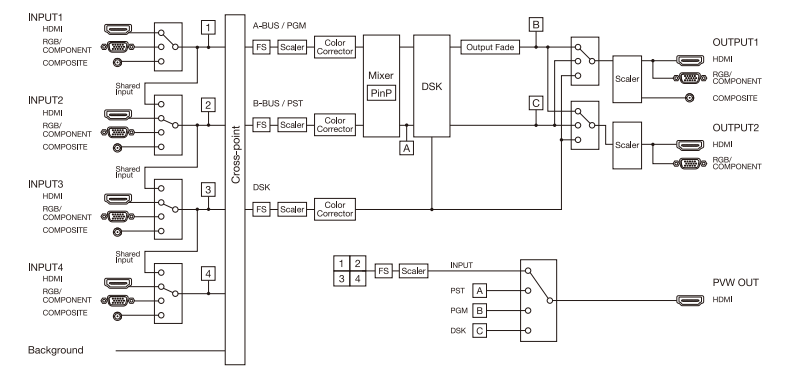 INPUT1
HDMI
RGB/
COMPONENT
COMPOSITE
1
Shared
Input
INPUT2
HDMI
RGB/
COMPONENT
COMPOSITE
2
Shared
Input
INPUT3
HDMI
RGB/
COMPONENT
COMPOSITE
3
Shared
Input
INPUT4
HDMI
RGB/
COMPONENT
COMPOSITE
4
Background
Cross-point
A-BUS / PGM
FS
Scaler
Color
Corrector
B-BUS / PST
FS
Scaler
Color
Corrector
DSK
FS
Scaler
Color
Corrector
Mixer
PinP
A
DSK
Output Fade
B
C
Scaler
OUTPUT1
HDMI
RGB/
COMPONENT
COMPOSITE
Scaler
OUTPUT2
HDMI
RGB/
COMPONENT
1 2
3 4
FS
Scaler
INPUT
PST A
PGM B
DSK C
PVW OUT
HDMI